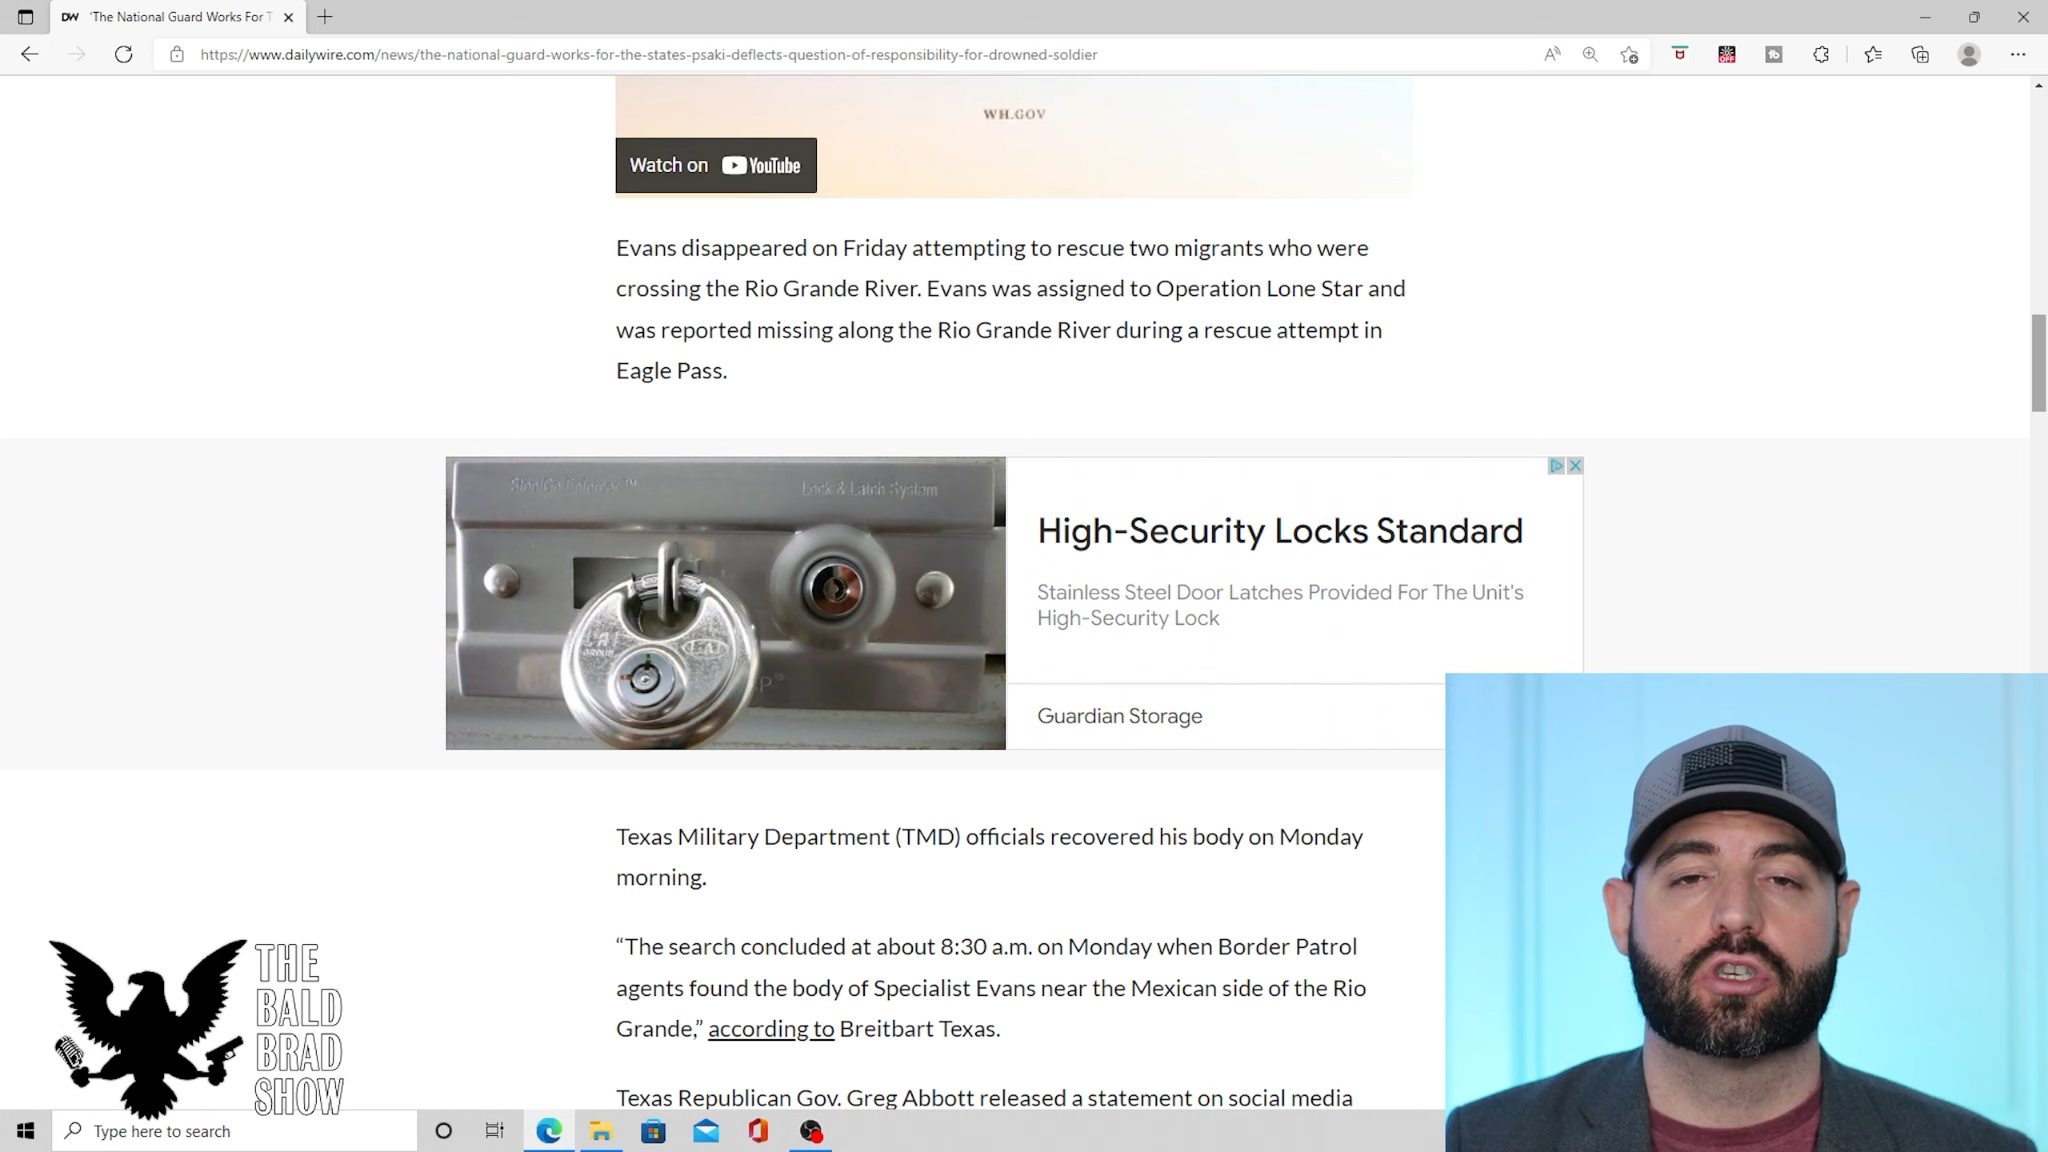 DW 'The National Guard Works For T
https://www.dailywire.com/news/the-national-guard-works-for-the-states-psaki-deflects-question-of-responsibility-for-drowned-soldier
WH.GOV
Watch on YouTube
Evans disappeared on Friday attempting to rescue two migrants who were
crossing the Rio Grande River. Evans was assigned to Operation Lone Star and
was reported missing along the Rio Grande River during a rescue attempt in
Eagle Pass.
Lock & Latch System
High-Security Locks Standard
Stainless Steel Door Latches Provided For The Unit's
High-Security Lock
Guardian Storage
Texas Military Department (TMD) officials recovered his body on Monday
morning.
“The search concluded at about 8:30 a.m. on Monday when Border Patrol
agents found the body of Specialist Evans near the Mexican side of the Rio
Grande,” according to Breitbart Texas.
Texas Republican Gov. Greg Abbott released a statement on social media
THE
BALD
BRAD
SHOW
Type here to search